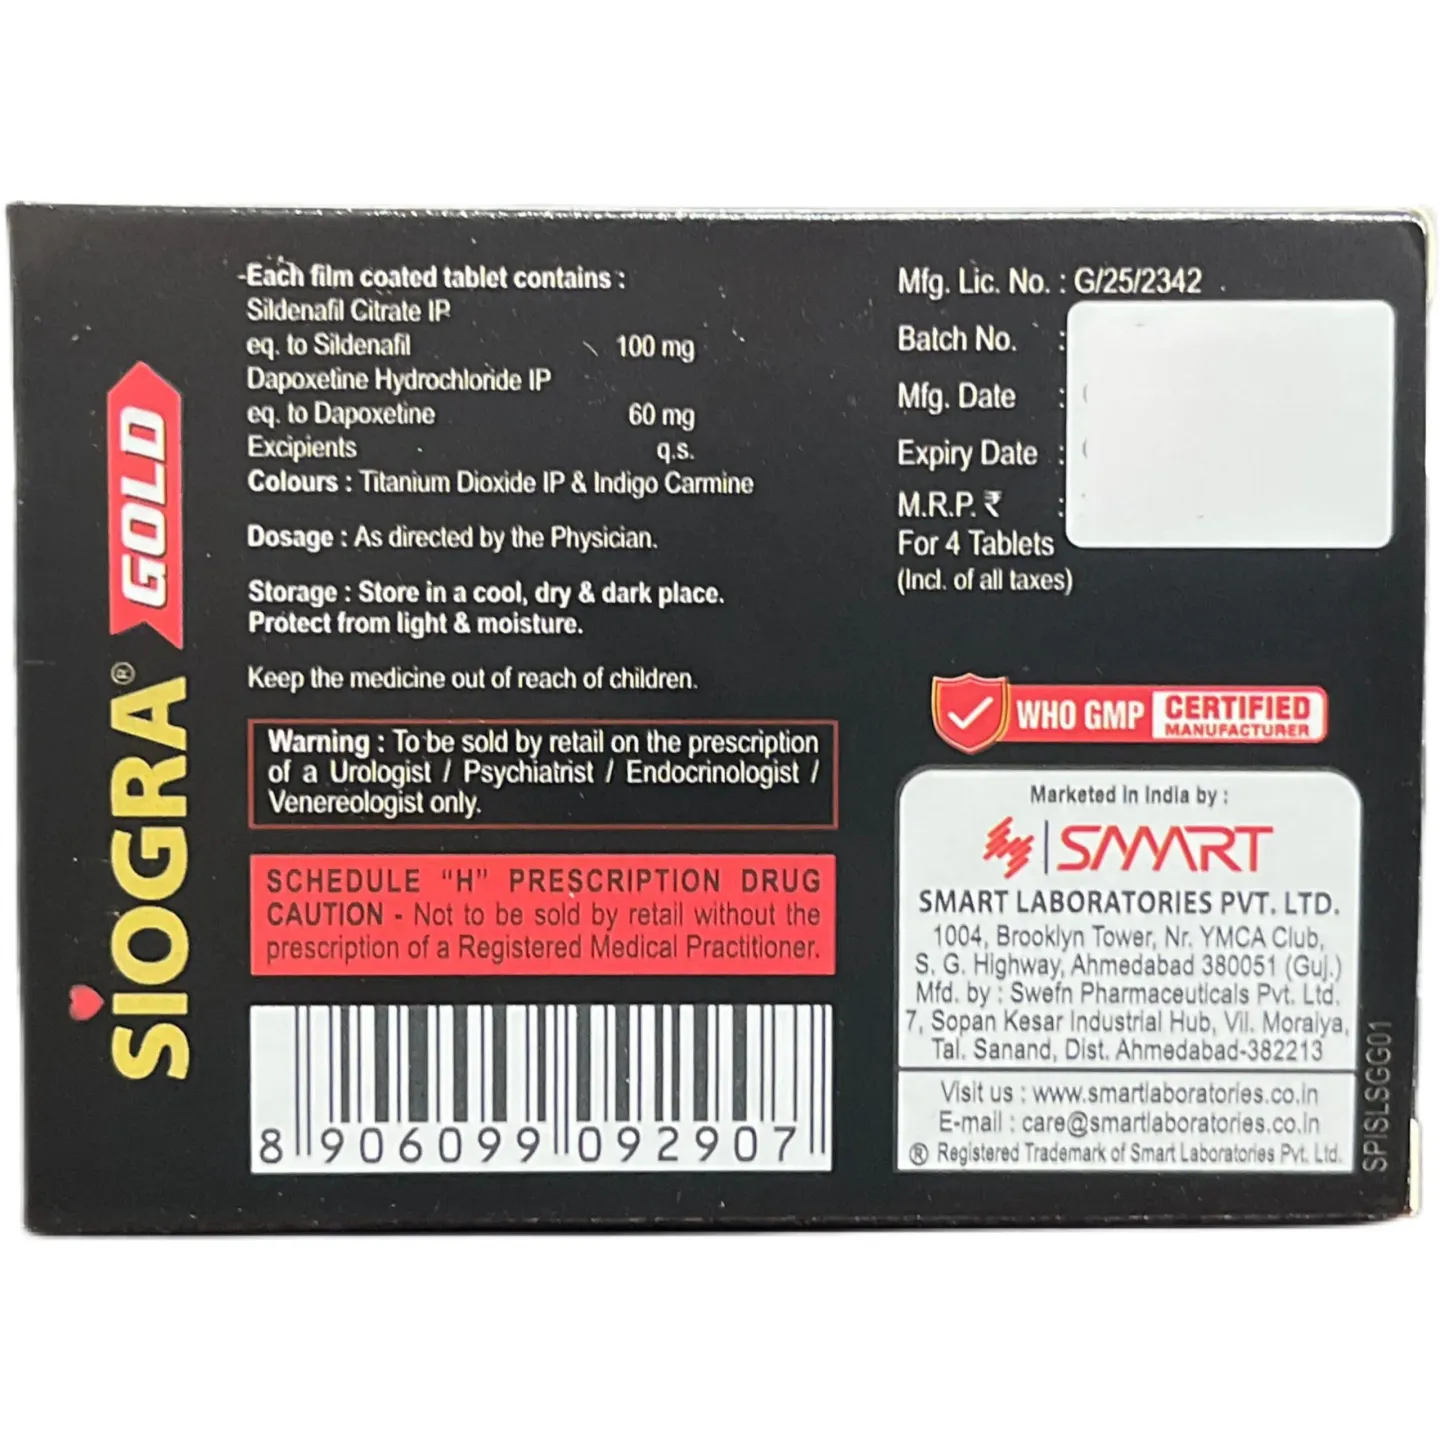 SIOGRA® GOLD
Each film coated tablet contains :
Sildenafil Citrate IP
eq. to Sildenafil 100 mg
Dapoxetine Hydrochloride IP
eq. to Dapoxetine 60 mg
Excipients q.s.
Colours : Titanium Dioxide IP & Indigo Carmine
Dosage : As directed by the Physician.
Storage : Store in a cool, dry & dark place.
Protect from light & moisture.
Keep the medicine out of reach of children.
Warning : To be sold by retail on the prescription
of a Urologist / Psychiatrist / Endocrinologist /
Venereologist only.
SCHEDULE "H" PRESCRIPTION DRUG
CAUTION - Not to be sold by retail without the
prescription of a Registered Medical Practitioner.
8 906099 092907
Mfg. Lic. No. : G/25/2342
Batch No. :
Mfg. Date :
Expiry Date :
M.R.P. ₹ :
For 4 Tablets
(Incl. of all taxes)
WHO GMP CERTIFIED
MANUFACTURER
Marketed in India by :
SMART
SMART LABORATORIES PVT. LTD.
1004, Brooklyn Tower, Nr. YMCA Club,
S. G. Highway, Ahmedabad 380051 (Guj.)
Mfd. by : Swefn Pharmaceuticals Pvt. Ltd.
7, Sopan Kesar Industrial Hub, Vil. Moraiya,
Tal. Sanand, Dist. Ahmedabad-382213
Visit us : www.smartlaboratories.co.in
E-mail : care@smartlaboratories.co.in
® Registered Trademark of Smart Laboratories Pvt. Ltd.
SPISLSGG01